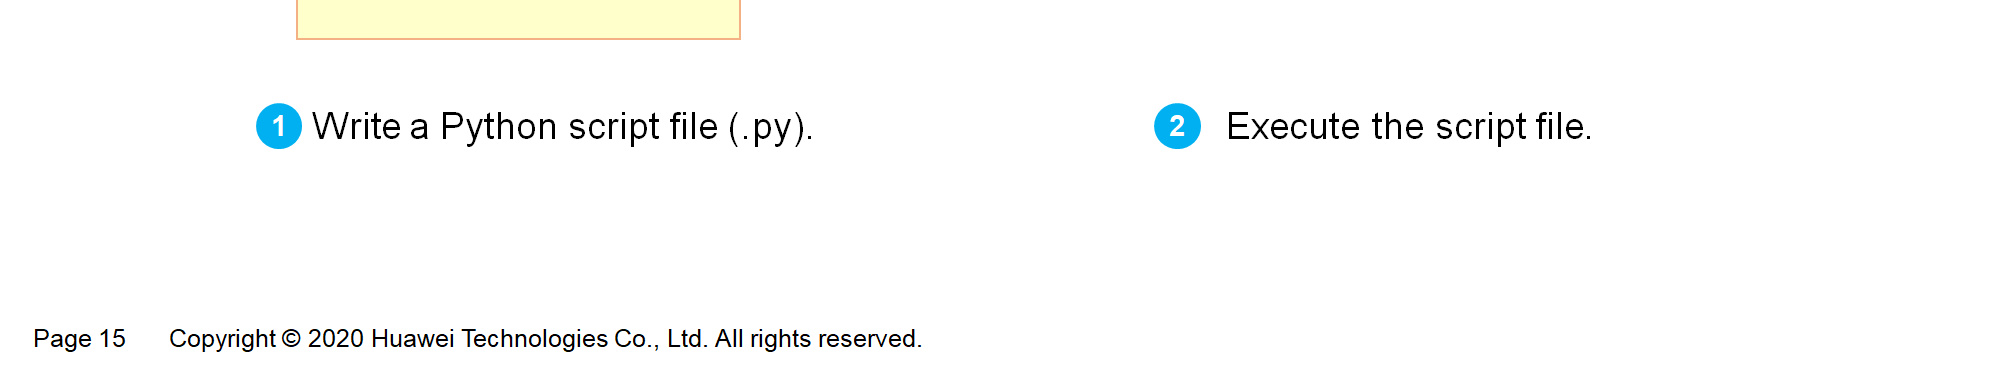 1 Write a Python script file (.py).
2 Execute the script file.
Page 15 Copyright © 2020 Huawei Technologies Co., Ltd. All rights reserved.